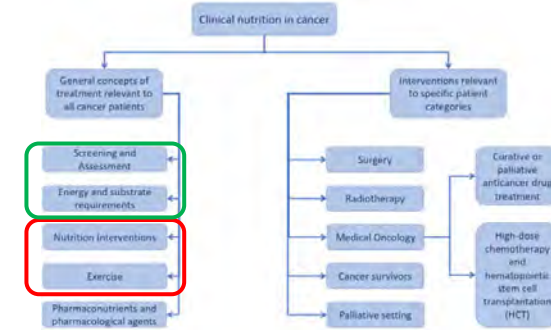 Clinical nutrition in cancer
General concepts of
treatment relevant to
all cancer patients
Interventions relevant
to specific patient
categories
Screening and
Assessment
Energy and substrate
requirements
Nutrition interventions
Exercise
Pharmaconutrients and
pharmacological agents
Surgery
Radiotherapy
Medical Oncology
Cancer survivors
Palliative setting
Curative or
palliative
anticancer drug
treatment
High-dose
chemotherapy
and
hematopoietic
stem cell
transplantation
(HCT)